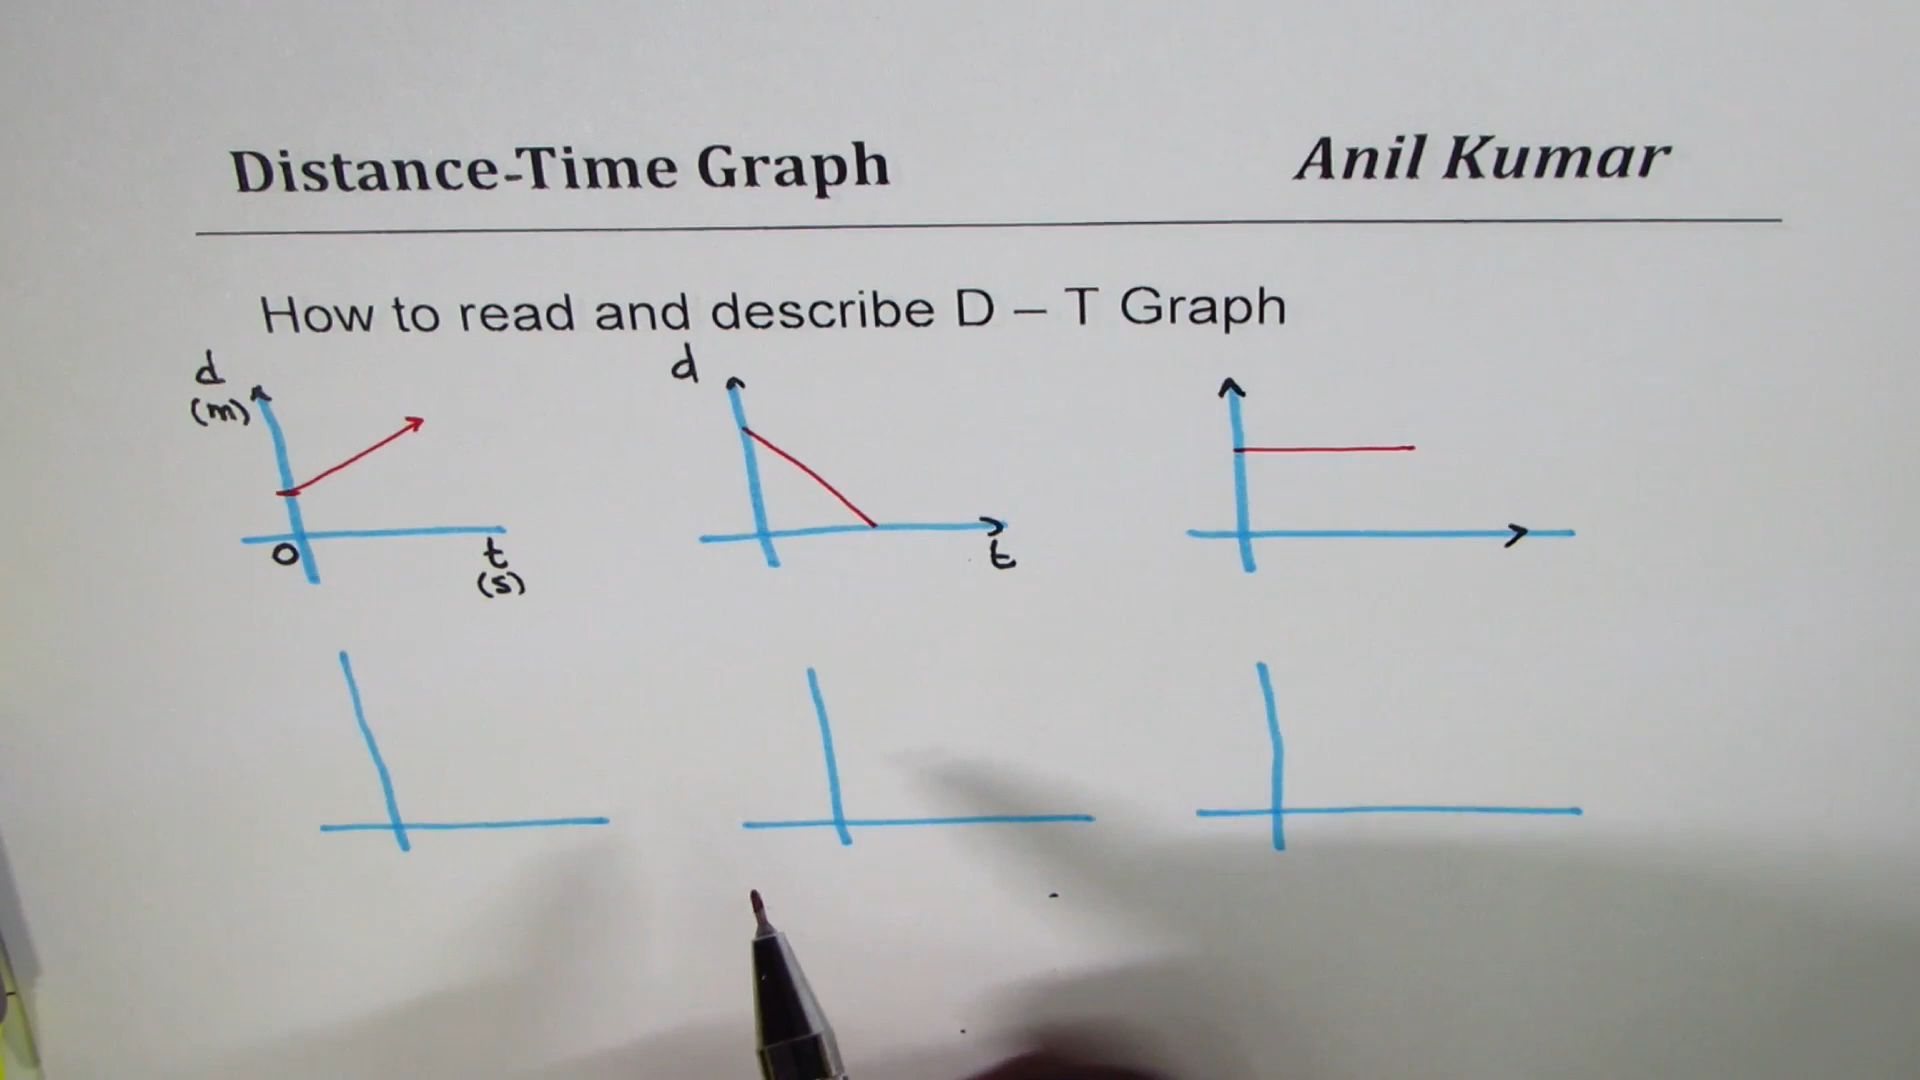 Distance-Time Graph
Anil Kumar
How to read and describe D – T Graph
d
(m)
0
t
(s)
d
t